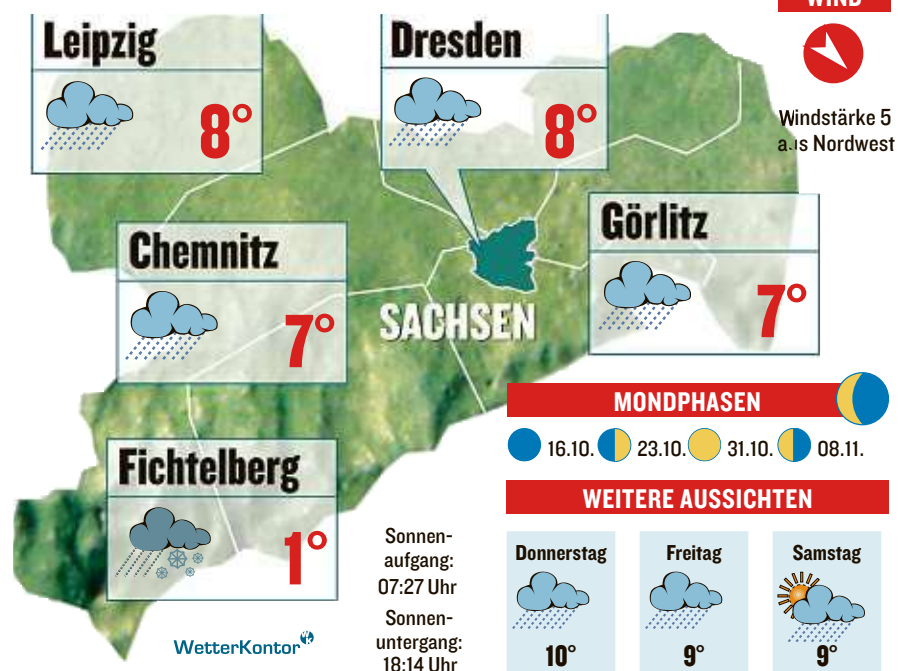 WIND
Leipzig
8°
Dresden
8°
Windstärke 5
aus Nordwest
Chemnitz
7°
Görlitz
7°
SACHSEN
MONDPHASEN
16.10. 23.10. 31.10. 08.11.
Fichtelberg
1°
WEITERE AUSSICHTEN
Sonnen-
aufgang:
07:27 Uhr
Sonnen-
untergang:
18:14 Uhr
Donnerstag
10°
Freitag
9°
Samstag
9°
WetterKontor